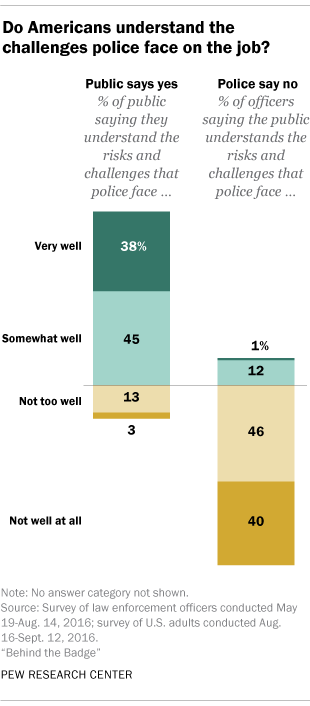 Do Americans understand the
challenges police face on the job?
Public says yes
% of public
saying they
understand the
risks and
challenges that
police face ...
Police say no
% of officers
saying the public
understands the
risks and
challenges that
police face ...
Very well
38%
Somewhat well
45
1%
12
Not too well
13
3
46
Not well at all
40
Note: No answer category not shown.
Source: Survey of law enforcement officers conducted May
19-Aug. 14, 2016; survey of U.S. adults conducted Aug.
16-Sept. 12, 2016.
“Behind the Badge”
PEW RESEARCH CENTER